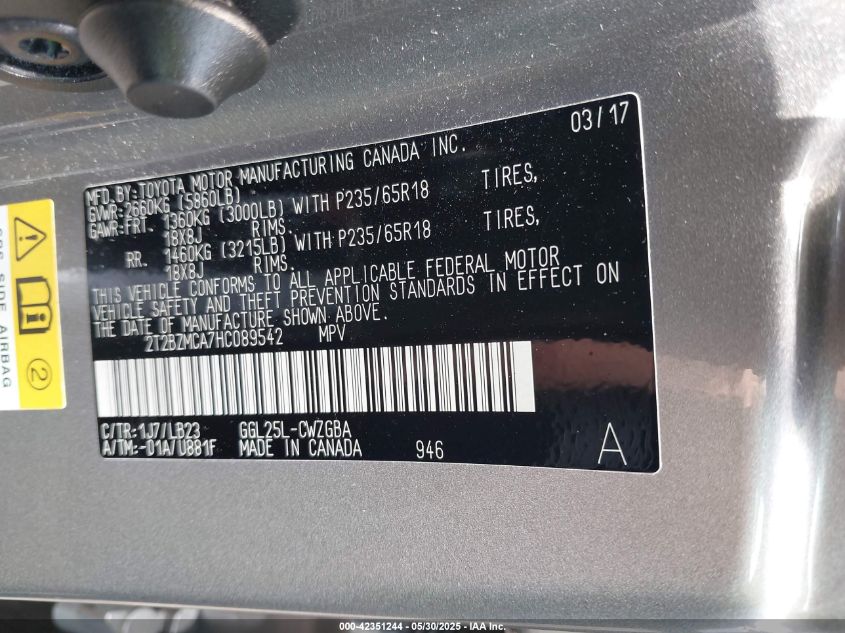 03/17
MFD.BY:TOYOTA MOTOR MANUFACTURING CANADA INC.
GVWR:2660KG (5860LB)
GAWR:FRT. 1360KG (3000LB) WITH P235/65R18 TIRES,
18X8J RIMS.
RR. 1460KG (3215LB) WITH P235/65R18 TIRES,
18X8J RIMS.
THIS VEHICLE CONFORMS TO ALL APPLICABLE FEDERAL MOTOR
VEHICLE SAFETY AND THEFT PREVENTION STANDARDS IN EFFECT ON
THE DATE OF MANUFACTURE SHOWN ABOVE.
2T2BZMCA7HC089542 MPV
C/TR:1J7/LB23 GGL25L-CWZGBA
A/TM:-01A/U881F MADE IN CANADA 946 A
SRS SIDE AIRBAG
2
000-42351244 - 05/30/2025 - IAA Inc.